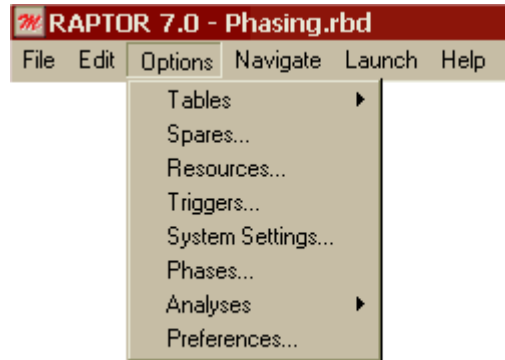 RAPTOR 7.0 - Phasing.rbd
File Edit Options Navigate Launch Help
Tables
Spares...
Resources...
Triggers...
System Settings...
Phases...
Analyses
Preferences...